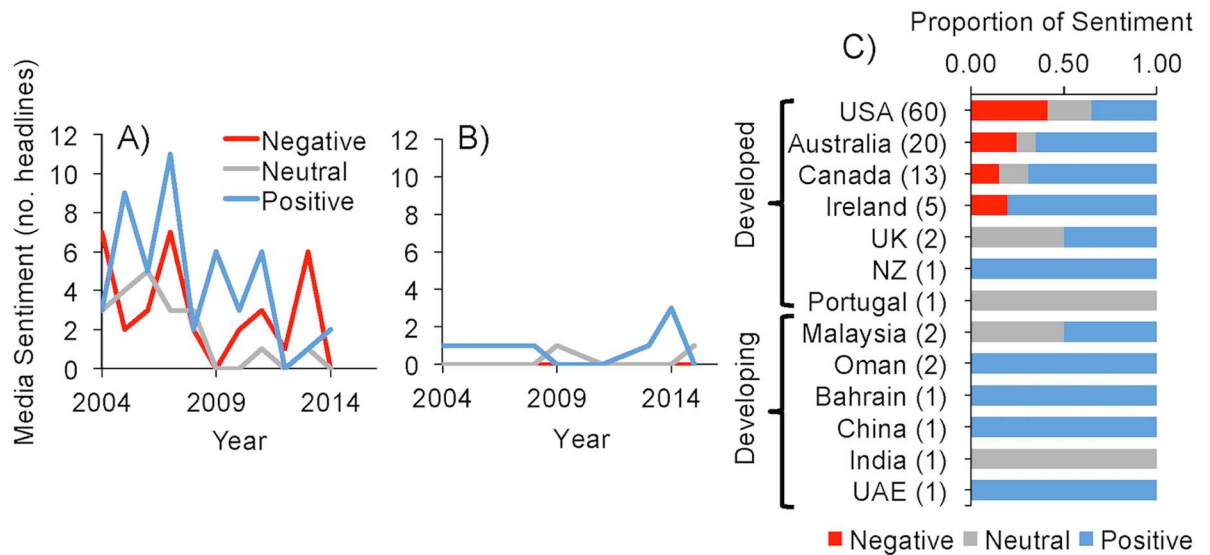 Media Sentiment (no. headlines)
A)
12
10
8
6
4
2
0
2004 2009 2014
Year
Negative
Neutral
Positive
B)
12
10
8
6
4
2
0
2004 2009 2014
Year
C)
Proportion of Sentiment
0.00 0.50 1.00
Developed
USA (60)
Australia (20)
Canada (13)
Ireland (5)
UK (2)
NZ (1)
Portugal (1)
Developing
Malaysia (2)
Oman (2)
Bahrain (1)
China (1)
India (1)
UAE (1)
Negative Neutral Positive